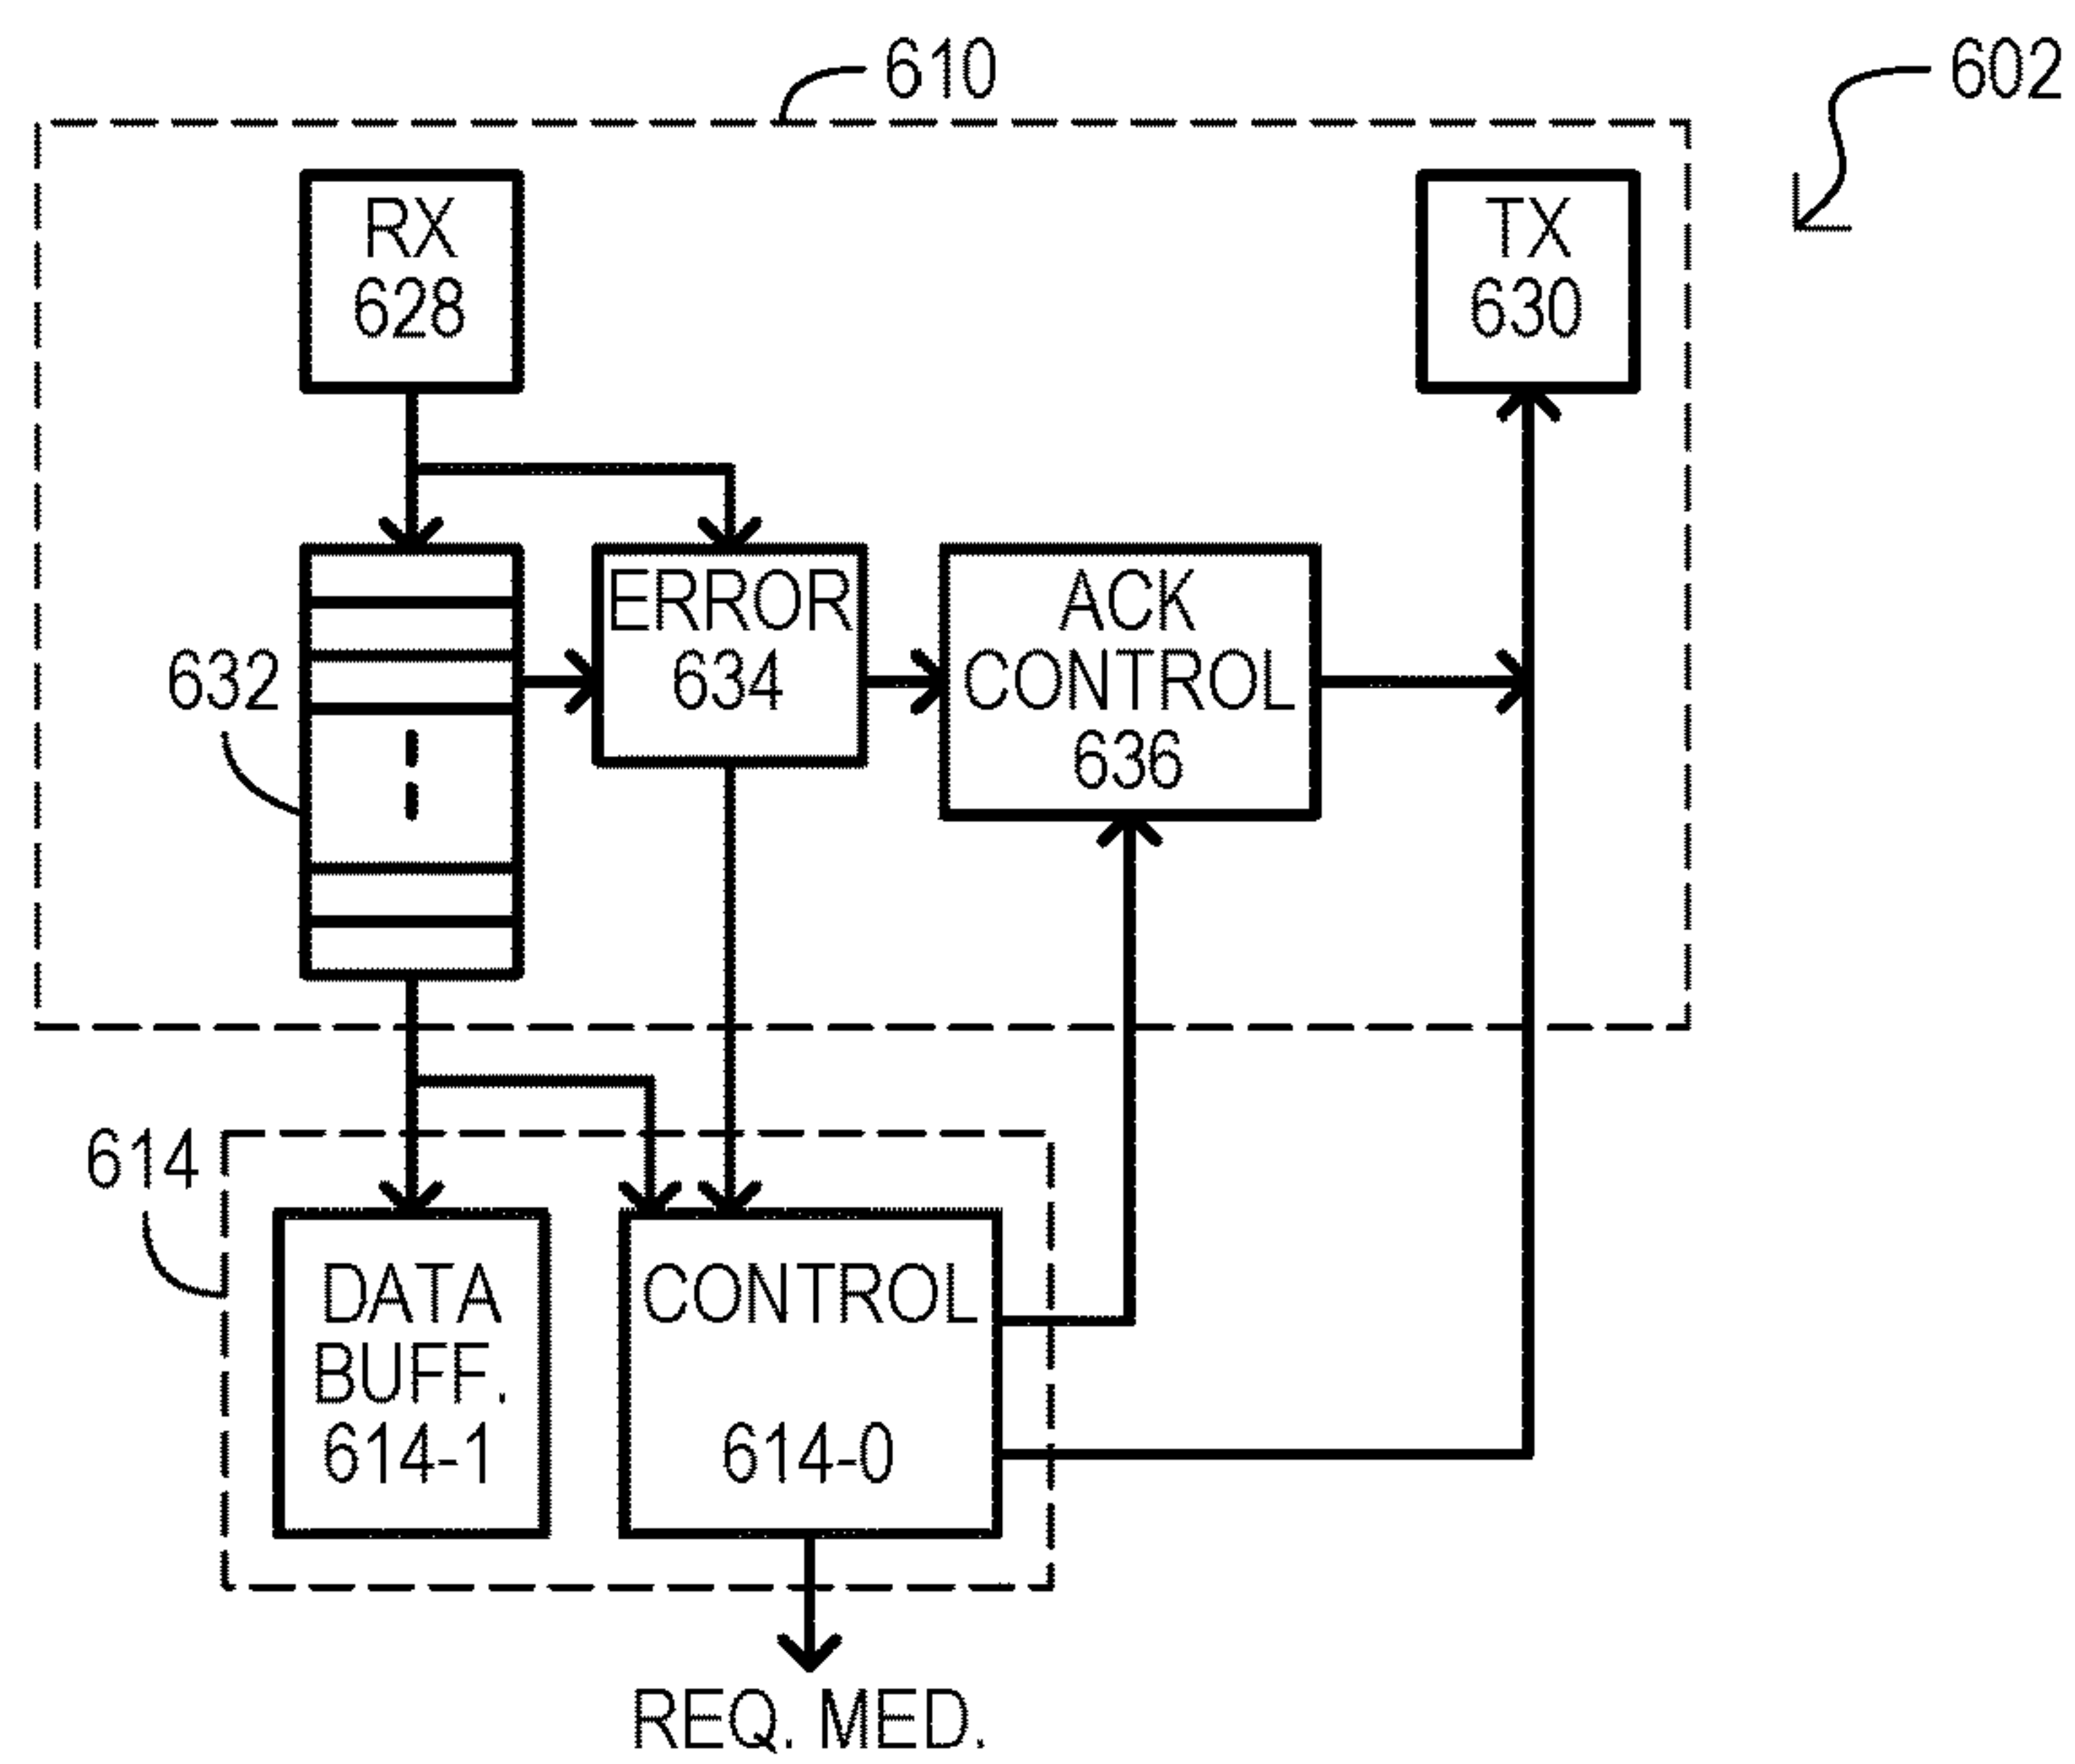 610
602
RX
628
TX
630
632
ERROR
634
ACK
CONTROL
636
614
DATA
BUFF.
614-1
CONTROL
614-0
REQ. MED.